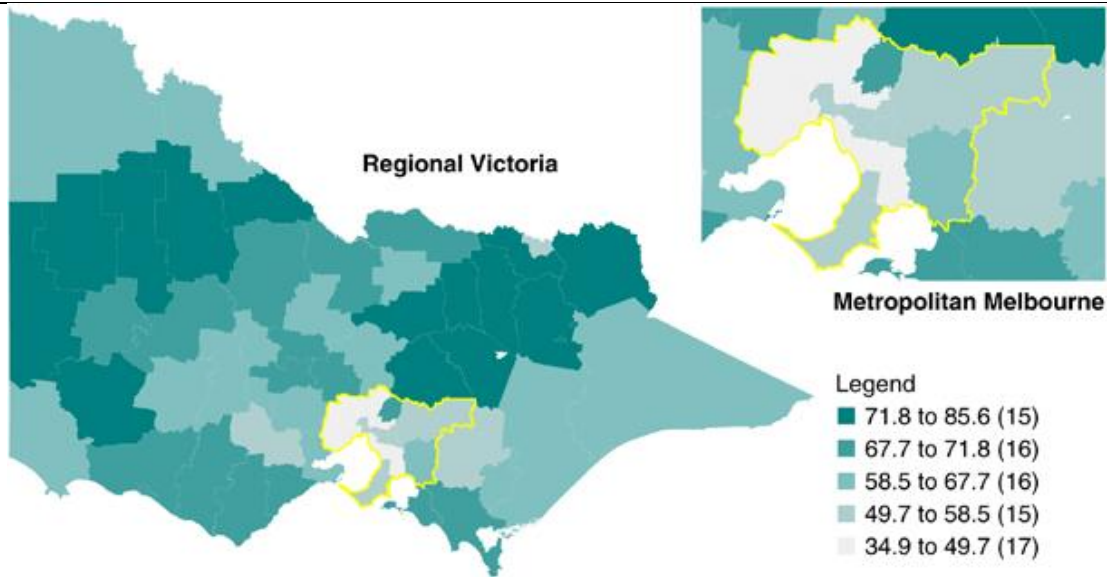 Regional Victoria
Metropolitan Melbourne
Legend
71.8 to 85.6 (15)
67.7 to 71.8 (16)
58.5 to 67.7 (16)
49.7 to 58.5 (15)
34.9 to 49.7 (17)